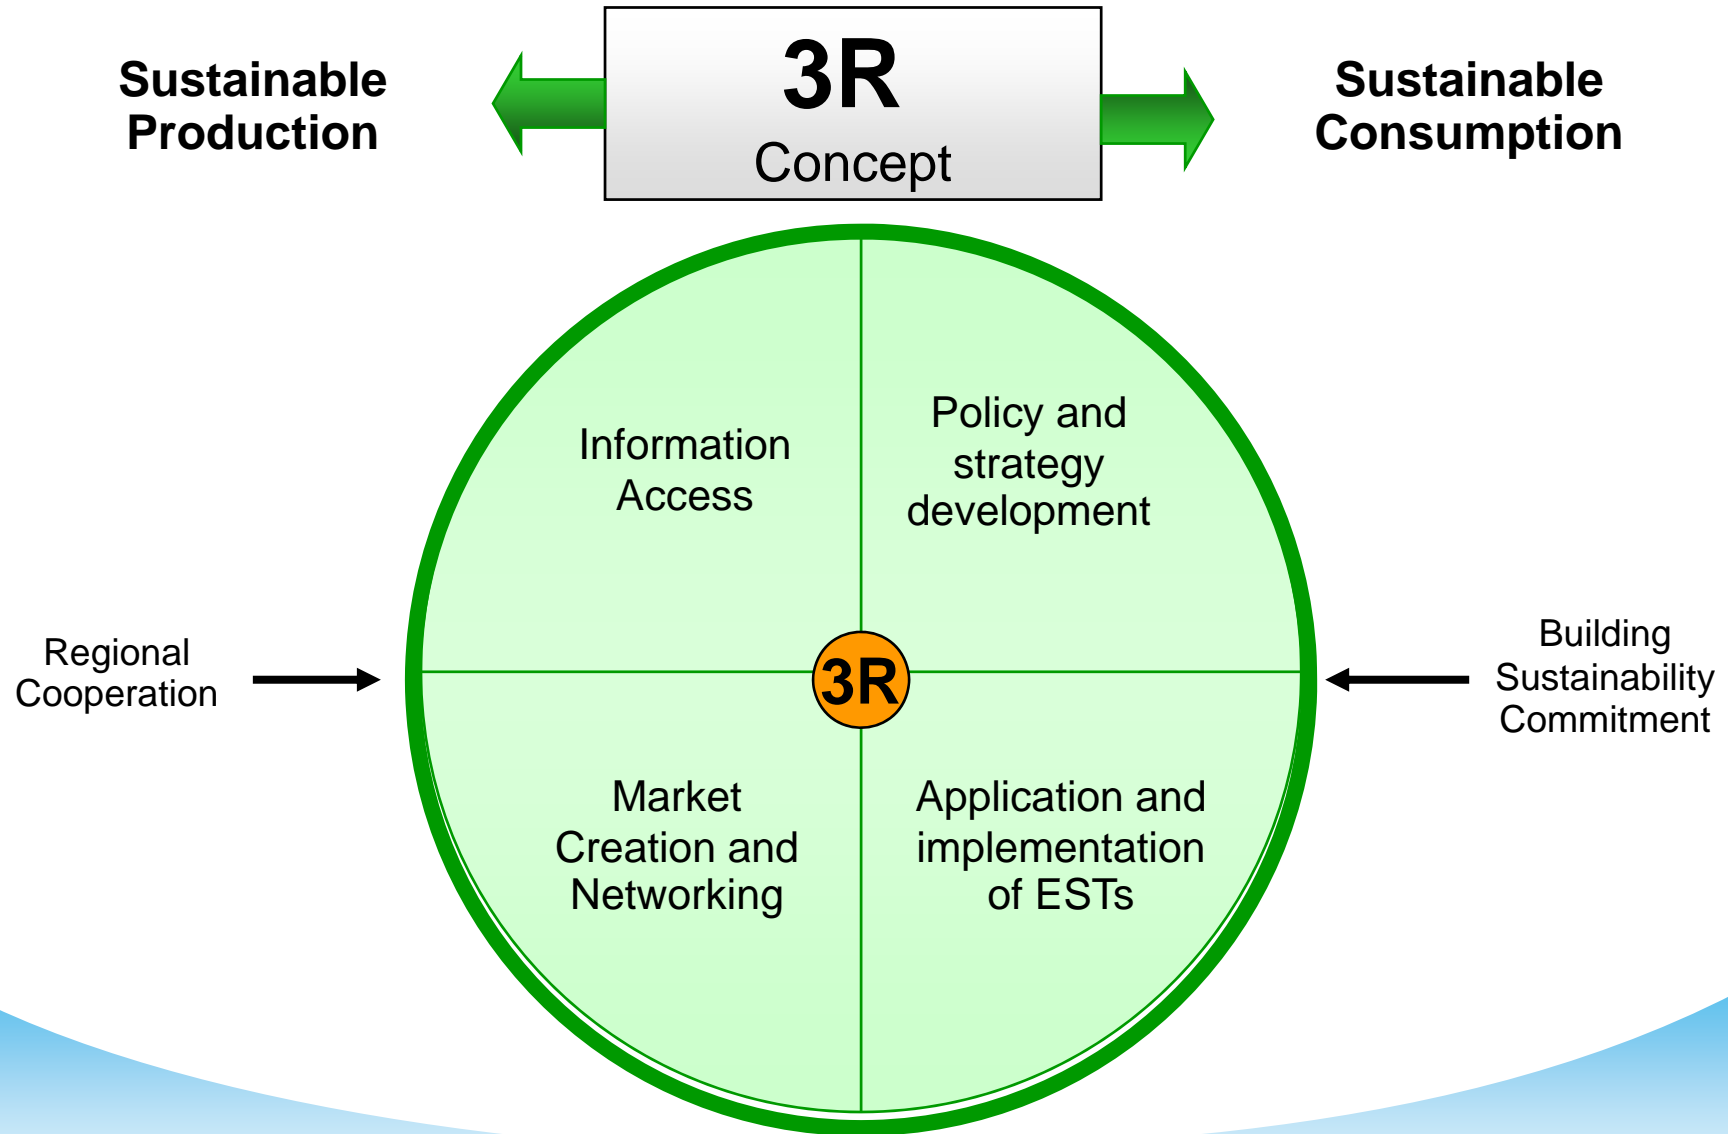 Sustainable
Production
3R
Concept
Sustainable
Consumption
Information
Access
Policy and
strategy
development
Regional
Cooperation
3R
Building
Sustainability
Commitment
Market
Creation and
Networking
Application and
implementation
of ESTs